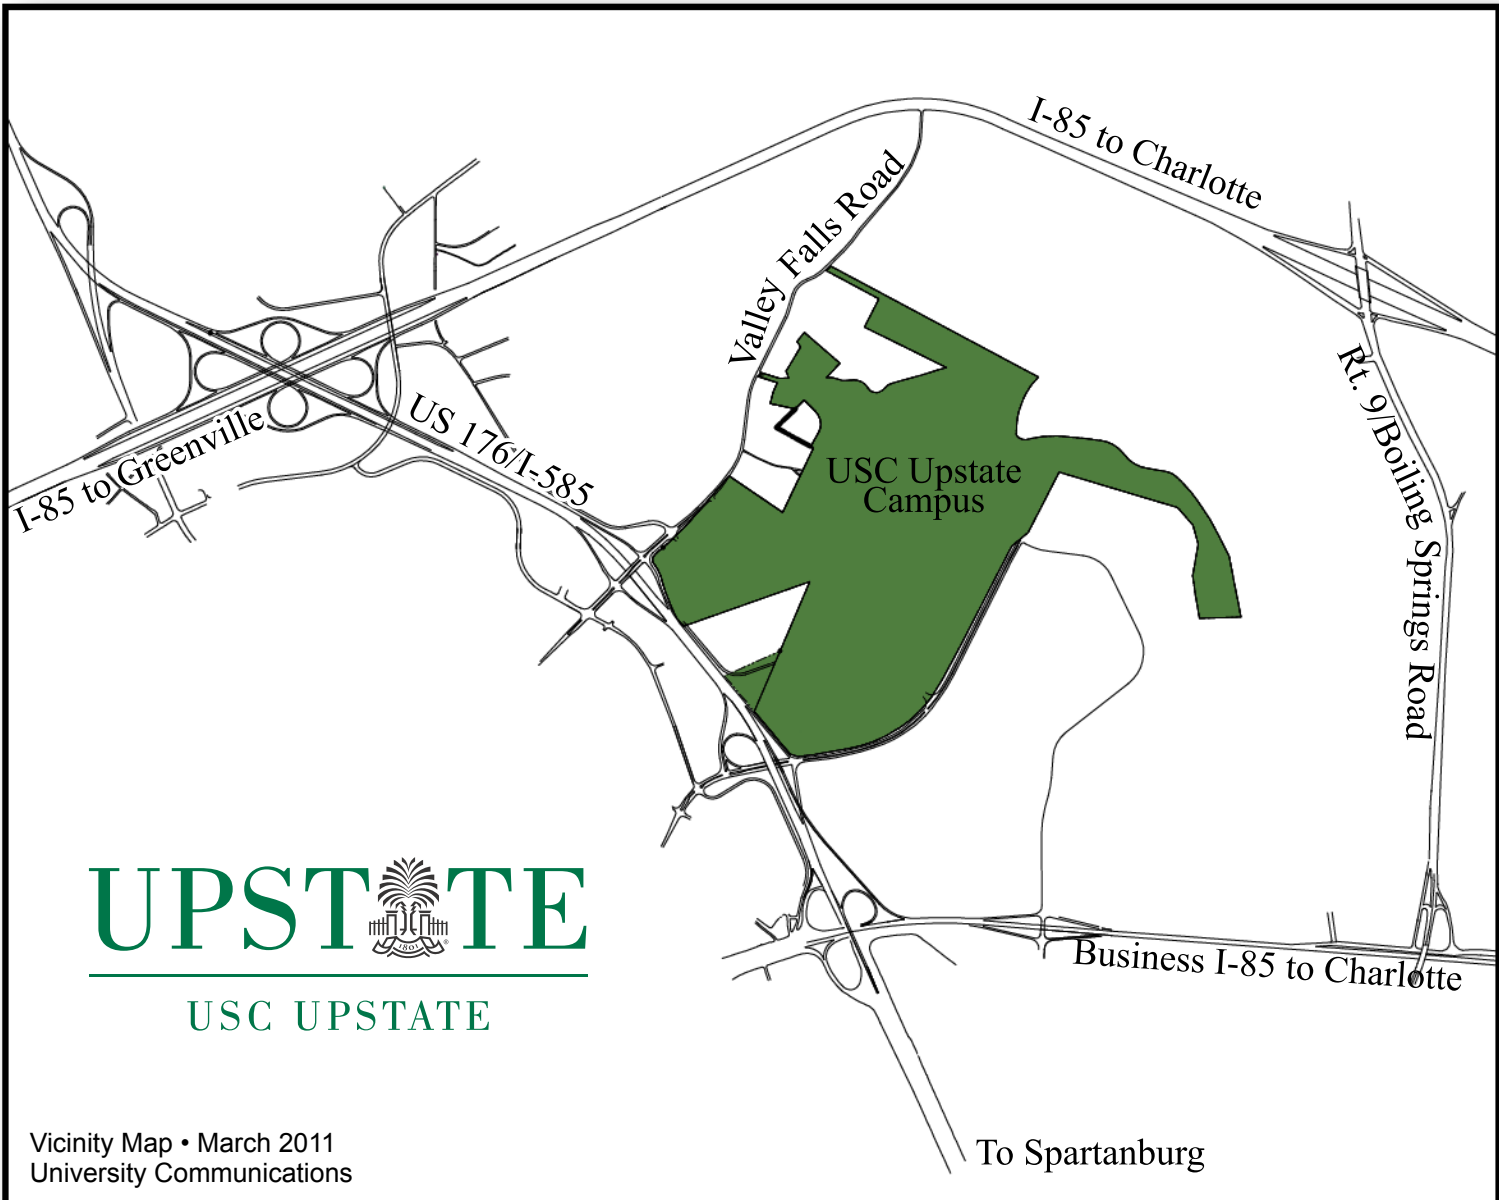 I-85 to Charlotte
Valley Falls Road
Rt. 9/Boiling Springs Road
US 176/I-585
I-85 to Greenville
USC Upstate
Campus
UPSTATE
1801
USC UPSTATE
Business I-85 to Charlotte
To Spartanburg
Vicinity Map • March 2011
University Communications